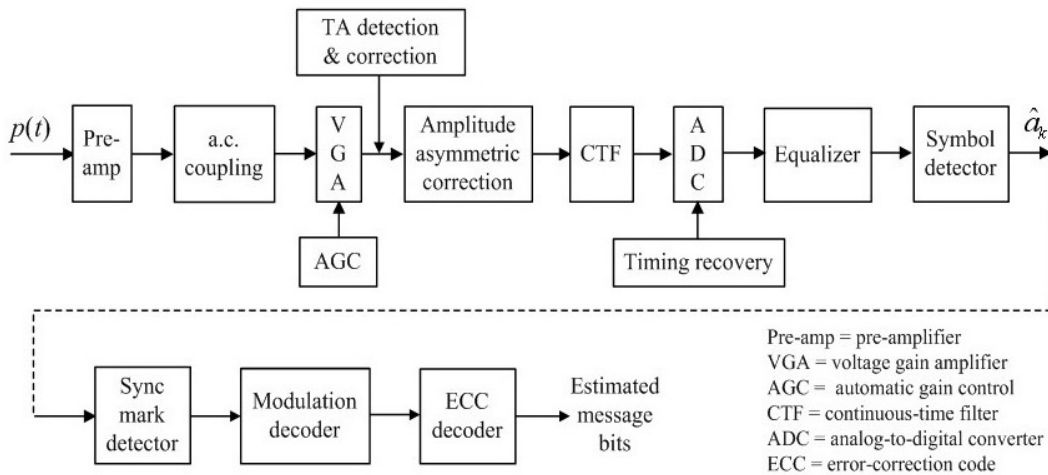 TA detection
& correction
p(t)
Pre-
amp
a.c.
coupling
V
G
A
Amplitude
asymmetric
correction
CTF
A
D
C
Equalizer
Symbol
detector
â_k
AGC
Timing recovery
Sync
mark
detector
Modulation
decoder
ECC
decoder
Estimated
message
bits
Pre-amp = pre-amplifier
VGA = voltage gain amplifier
AGC = automatic gain control
CTF = continuous-time filter
ADC = analog-to-digital converter
ECC = error-correction code